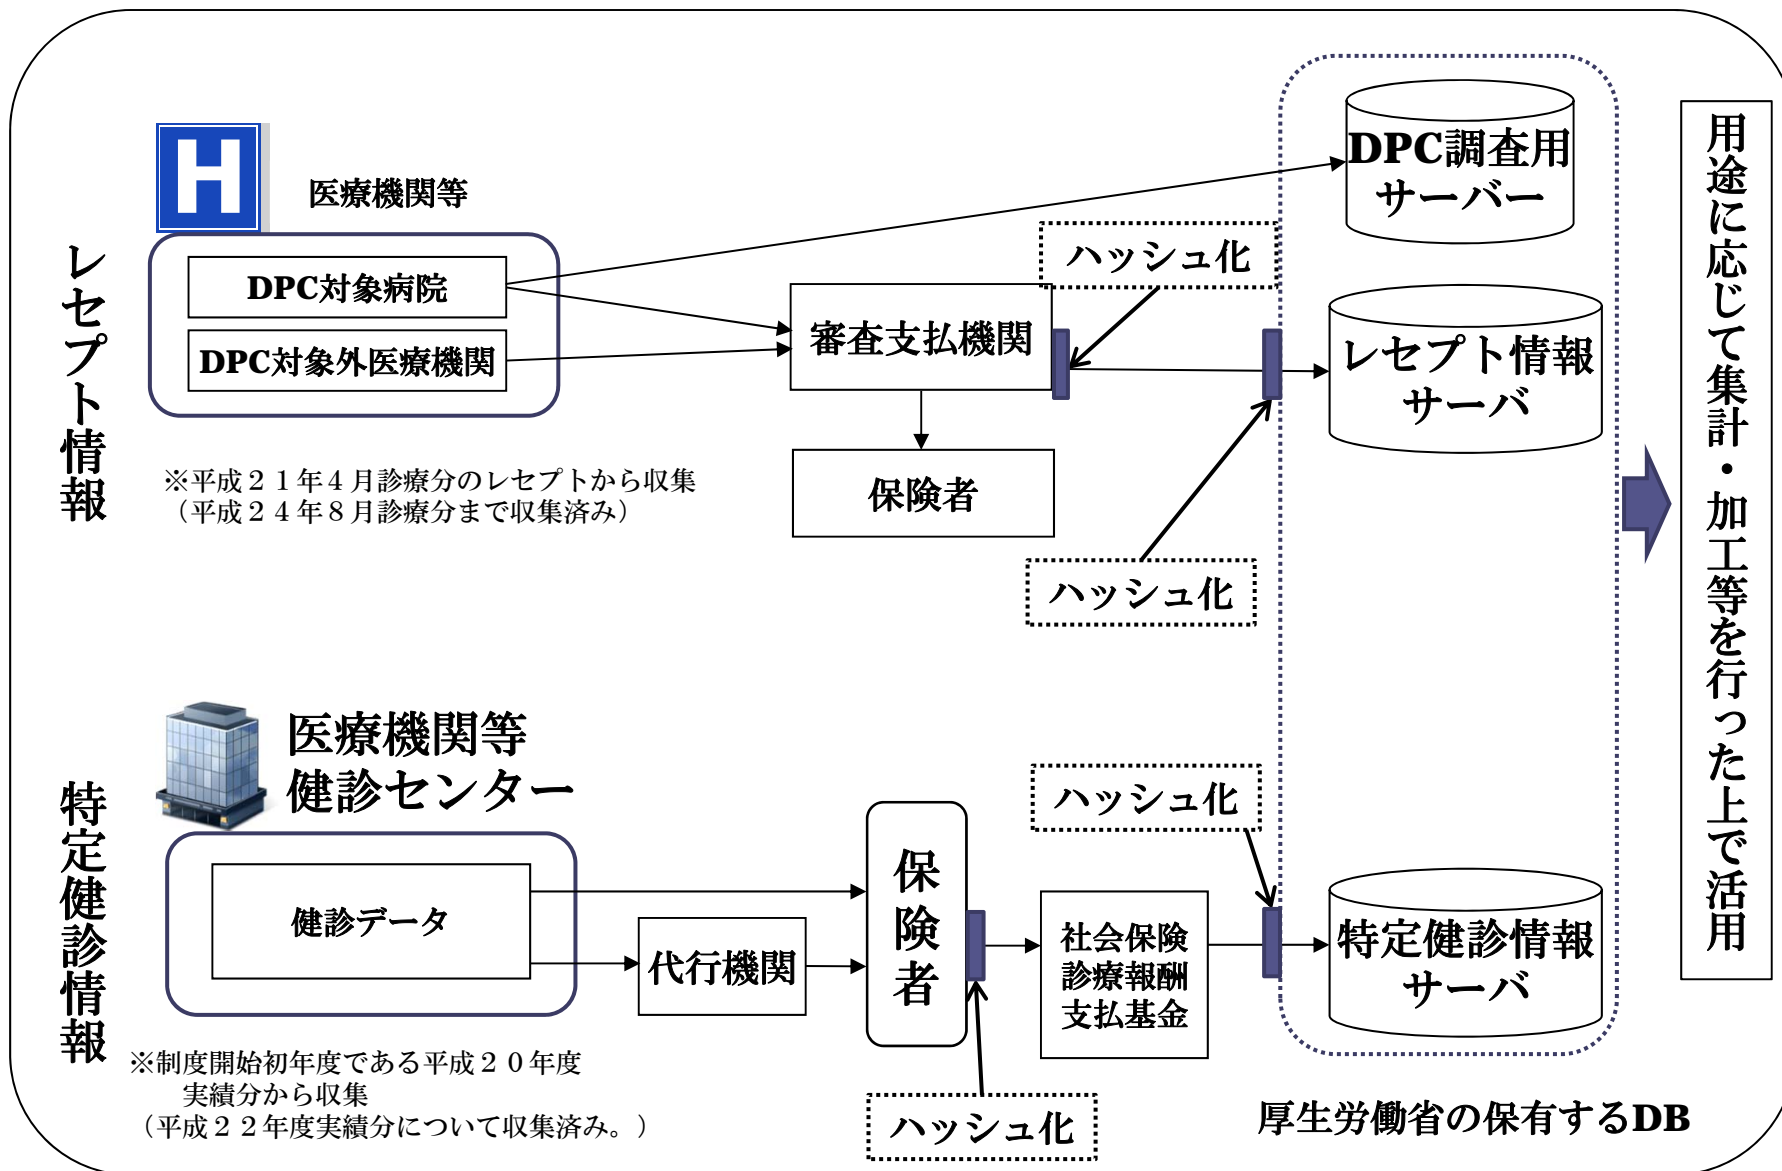 レセプト情報
H
医療機関等
DPC対象病院
DPC対象外医療機関
※平成２１年４月診療分のレセプトから収集
（平成２４年８月診療分まで収集済み）
審査支払機関
保険者
ハッシュ化
ハッシュ化
DPC調査用
サーバー
レセプト情報
サーバ
特定健診情報
医療機関等
健診センター
健診データ
代行機関
保険者
社会保険
診療報酬
支払基金
ハッシュ化
ハッシュ化
特定健診情報
サーバ
※制度開始初年度である平成２０年度
実績分から収集
（平成２２年度実績分について収集済み。）
厚生労働省の保有するDB
用途に応じて集計・加工等を行った上で活用